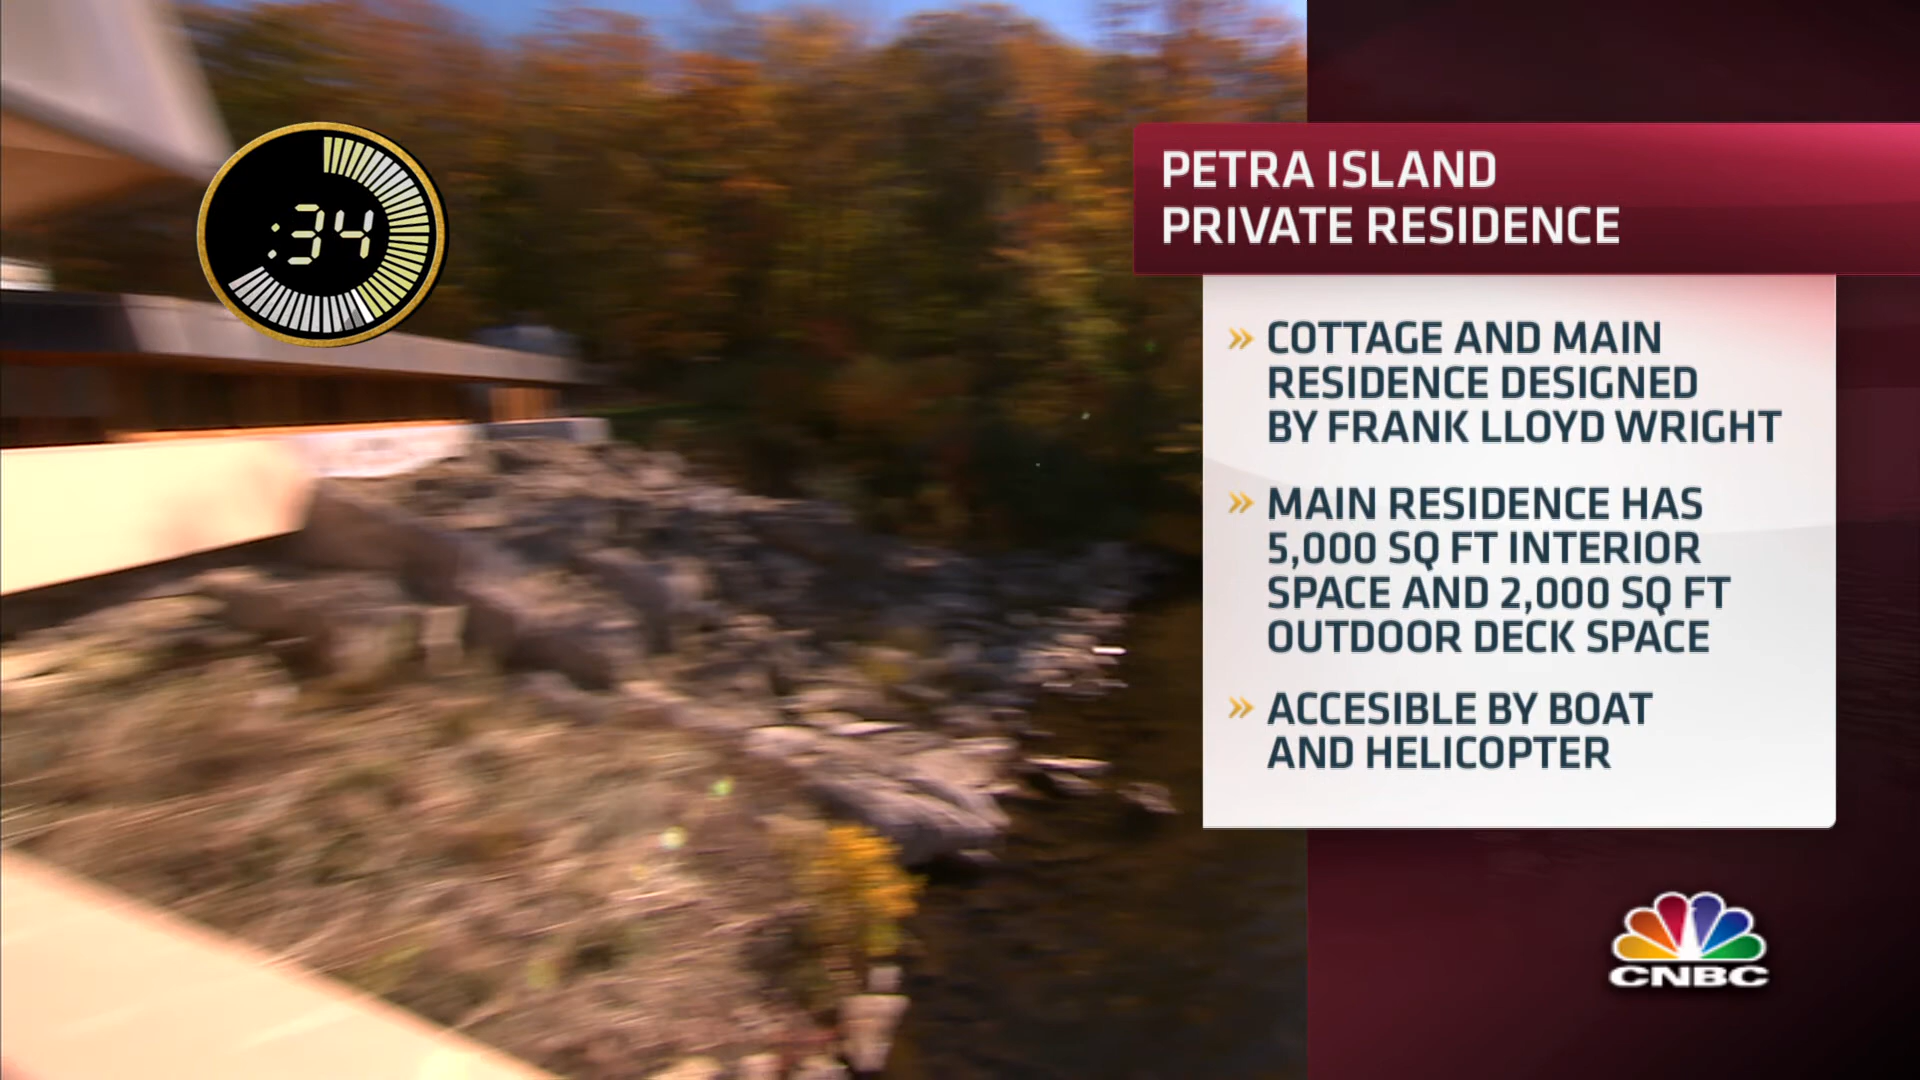 :34
PETRA ISLAND
PRIVATE RESIDENCE
» COTTAGE AND MAIN
RESIDENCE DESIGNED
BY FRANK LLOYD WRIGHT
» MAIN RESIDENCE HAS
5,000 SQ FT INTERIOR
SPACE AND 2,000 SQ FT
OUTDOOR DECK SPACE
» ACCESIBLE BY BOAT
AND HELICOPTER
CNBC